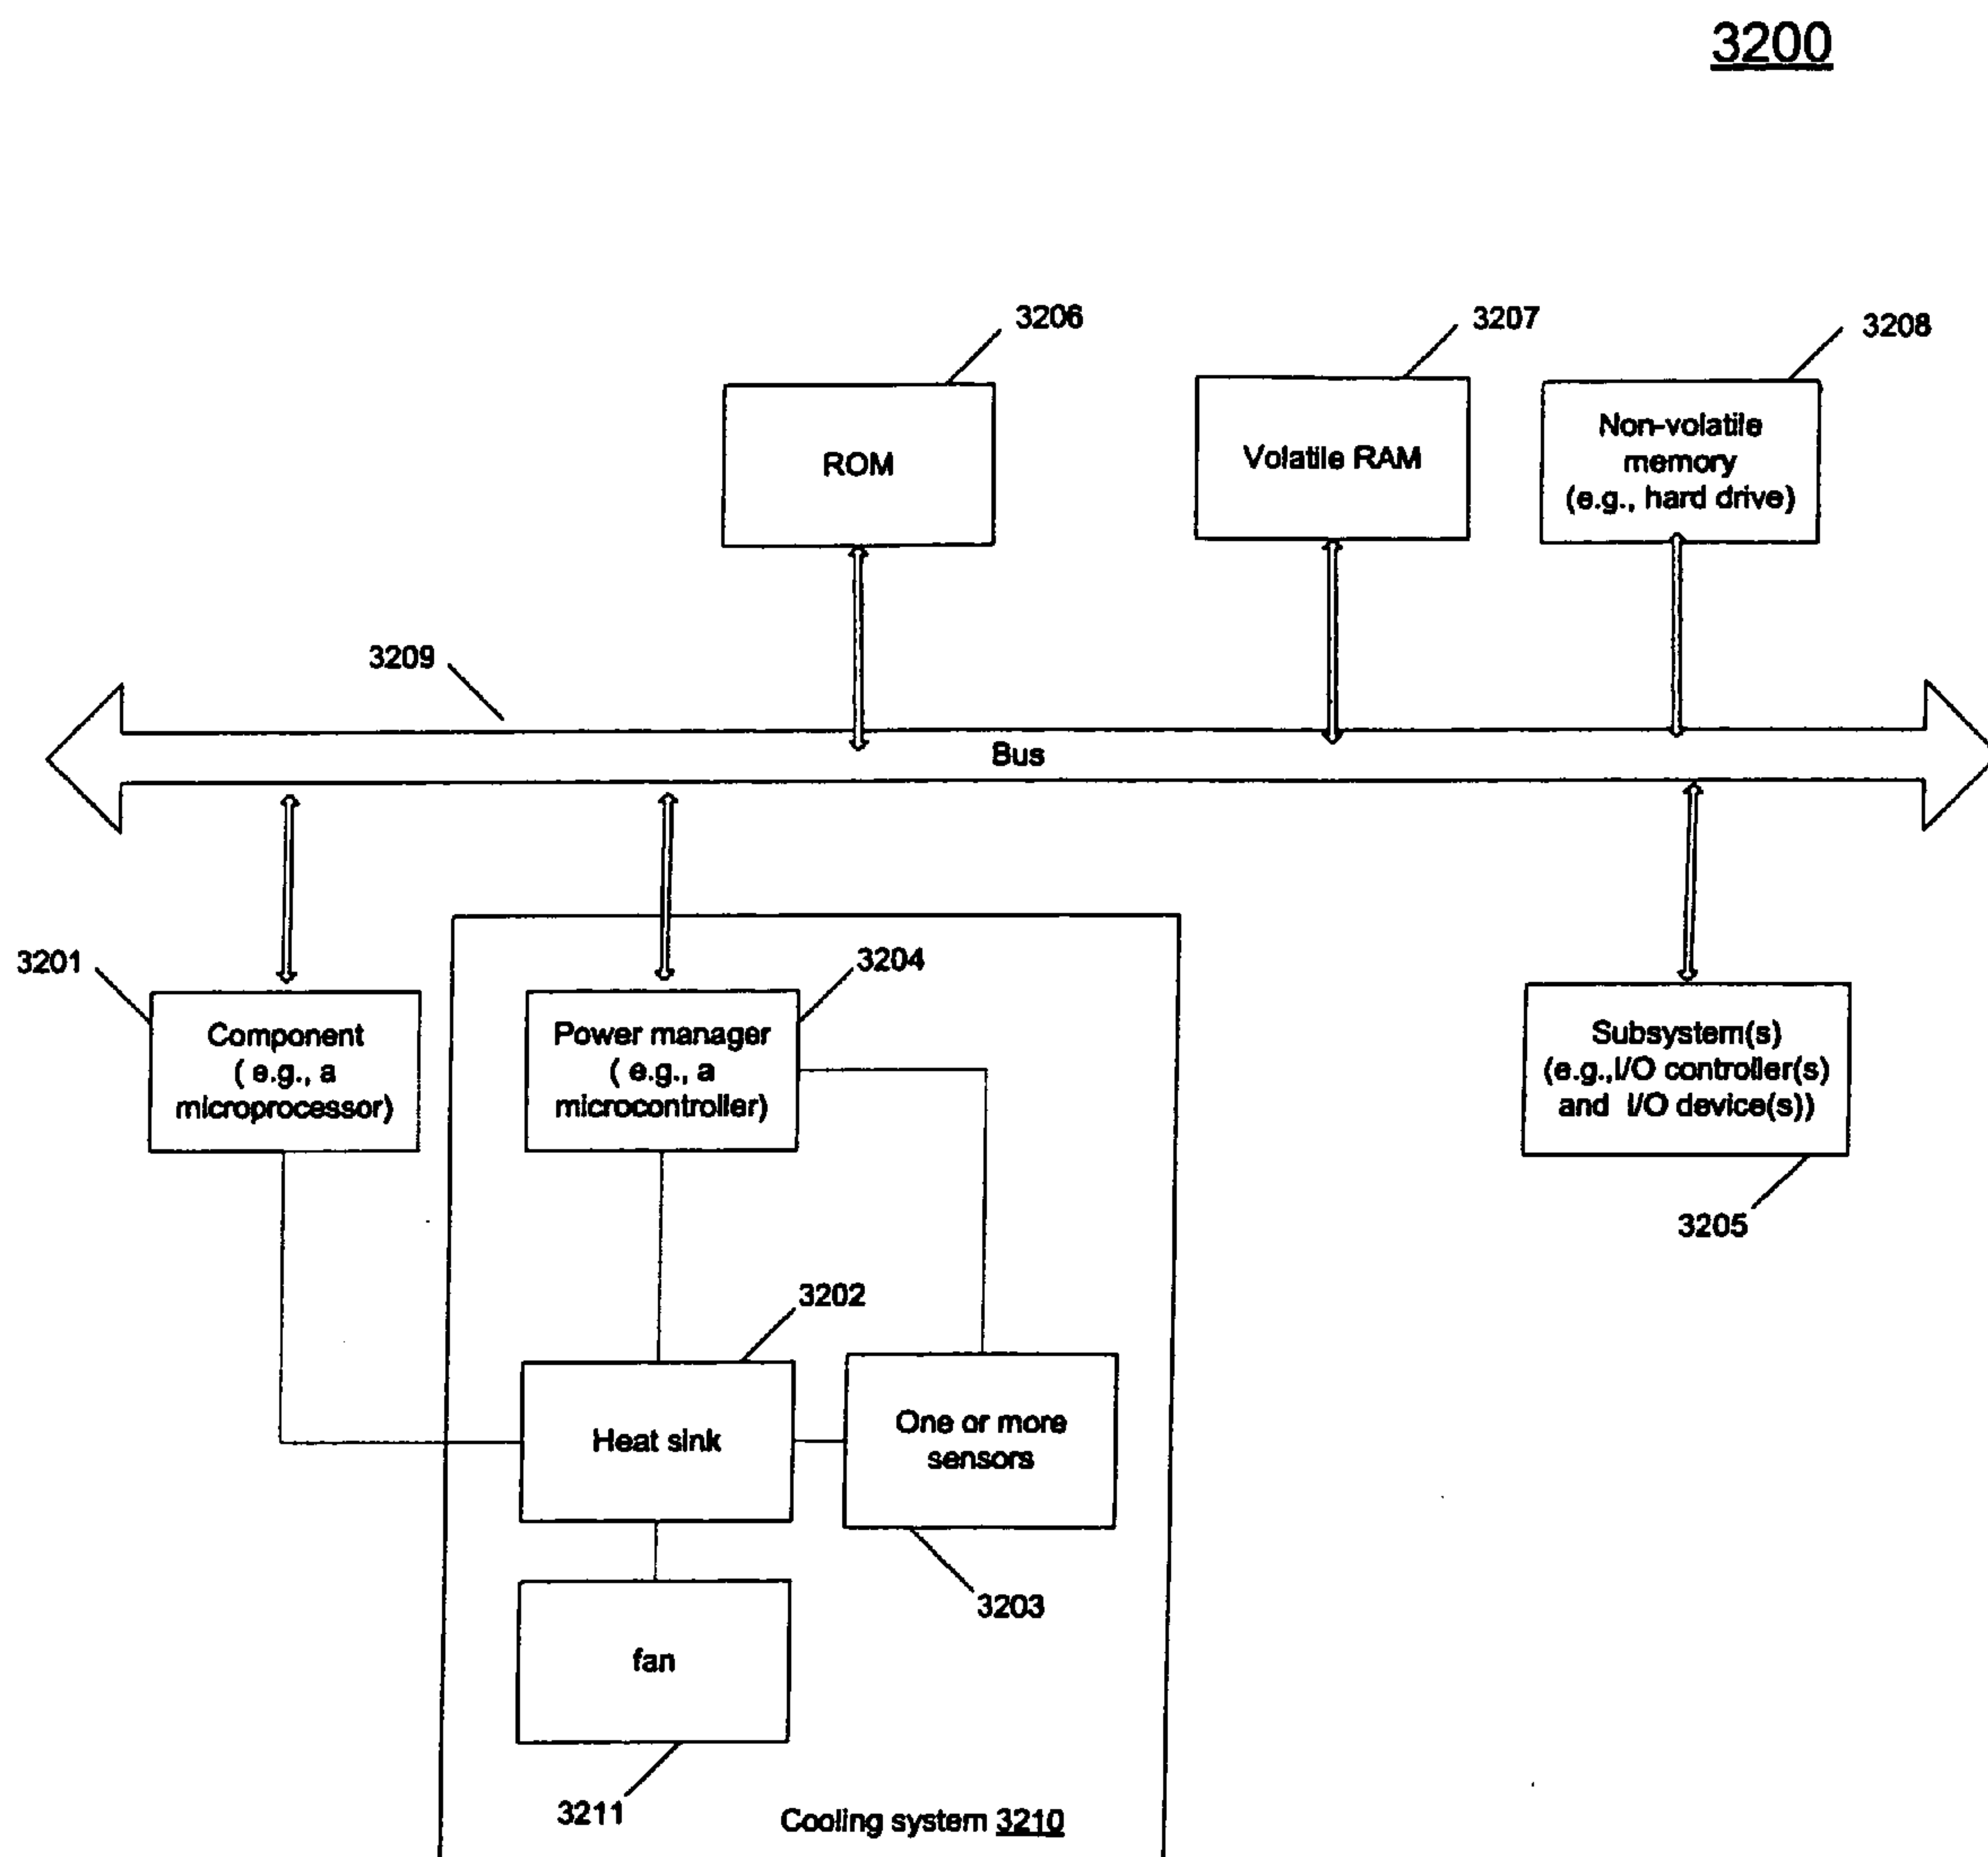 3200
3206
3207
3208
ROM
Volatile RAM
Non-volatile
memory
(e.g., hard drive)
3209
Bus
3201
3204
Component
( e.g., a
microprocessor)
Power manager
( e.g., a
microcontroller)
Subsystem(s)
(e.g.,I/O controller(s)
and I/O device(s))
3205
3202
Heat sink
One or more
sensors
3203
fan
3211
Cooling system 3210